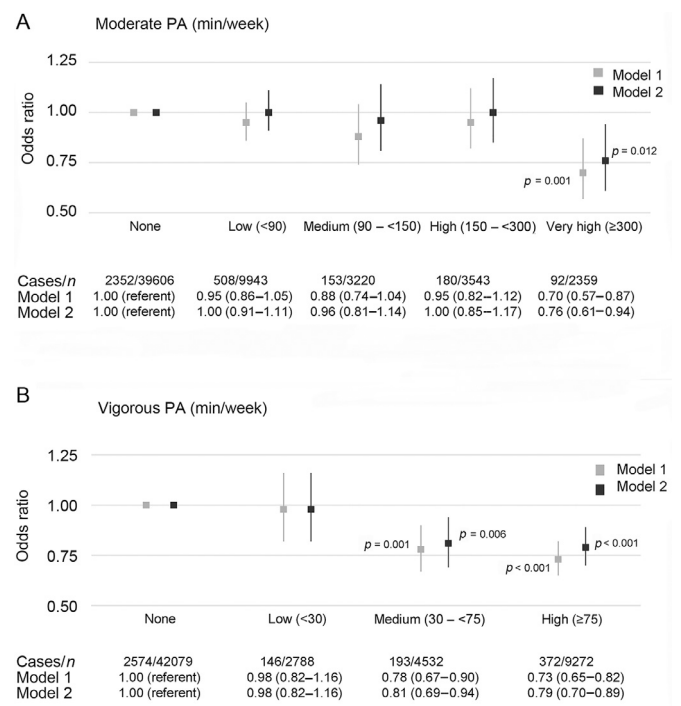 A
Moderate PA (min/week)
1.25
Model 1
Model 2
1.00
Odds ratio
0.75
p = 0.012
p = 0.001
0.50
None Low (<90) Medium (90 – <150) High (150 – <300) Very high (≥300)
Cases/n 2352/39606 508/9943 153/3220 180/3543 92/2359
Model 1 1.00 (referent) 0.95 (0.86–1.05) 0.88 (0.74–1.04) 0.95 (0.82–1.12) 0.70 (0.57–0.87)
Model 2 1.00 (referent) 1.00 (0.91–1.11) 0.96 (0.81–1.14) 1.00 (0.85–1.17) 0.76 (0.61–0.94)
B
Vigorous PA (min/week)
1.25
Model 1
Model 2
1.00
Odds ratio
p = 0.001 p = 0.006 p < 0.001
0.75
p < 0.001
0.50
None Low (<30) Medium (30 – <75) High (≥75)
Cases/n 2574/42079 146/2788 193/4532 372/9272
Model 1 1.00 (referent) 0.98 (0.82–1.16) 0.78 (0.67–0.90) 0.73 (0.65–0.82)
Model 2 1.00 (referent) 0.98 (0.82–1.16) 0.81 (0.69–0.94) 0.79 (0.70–0.89)